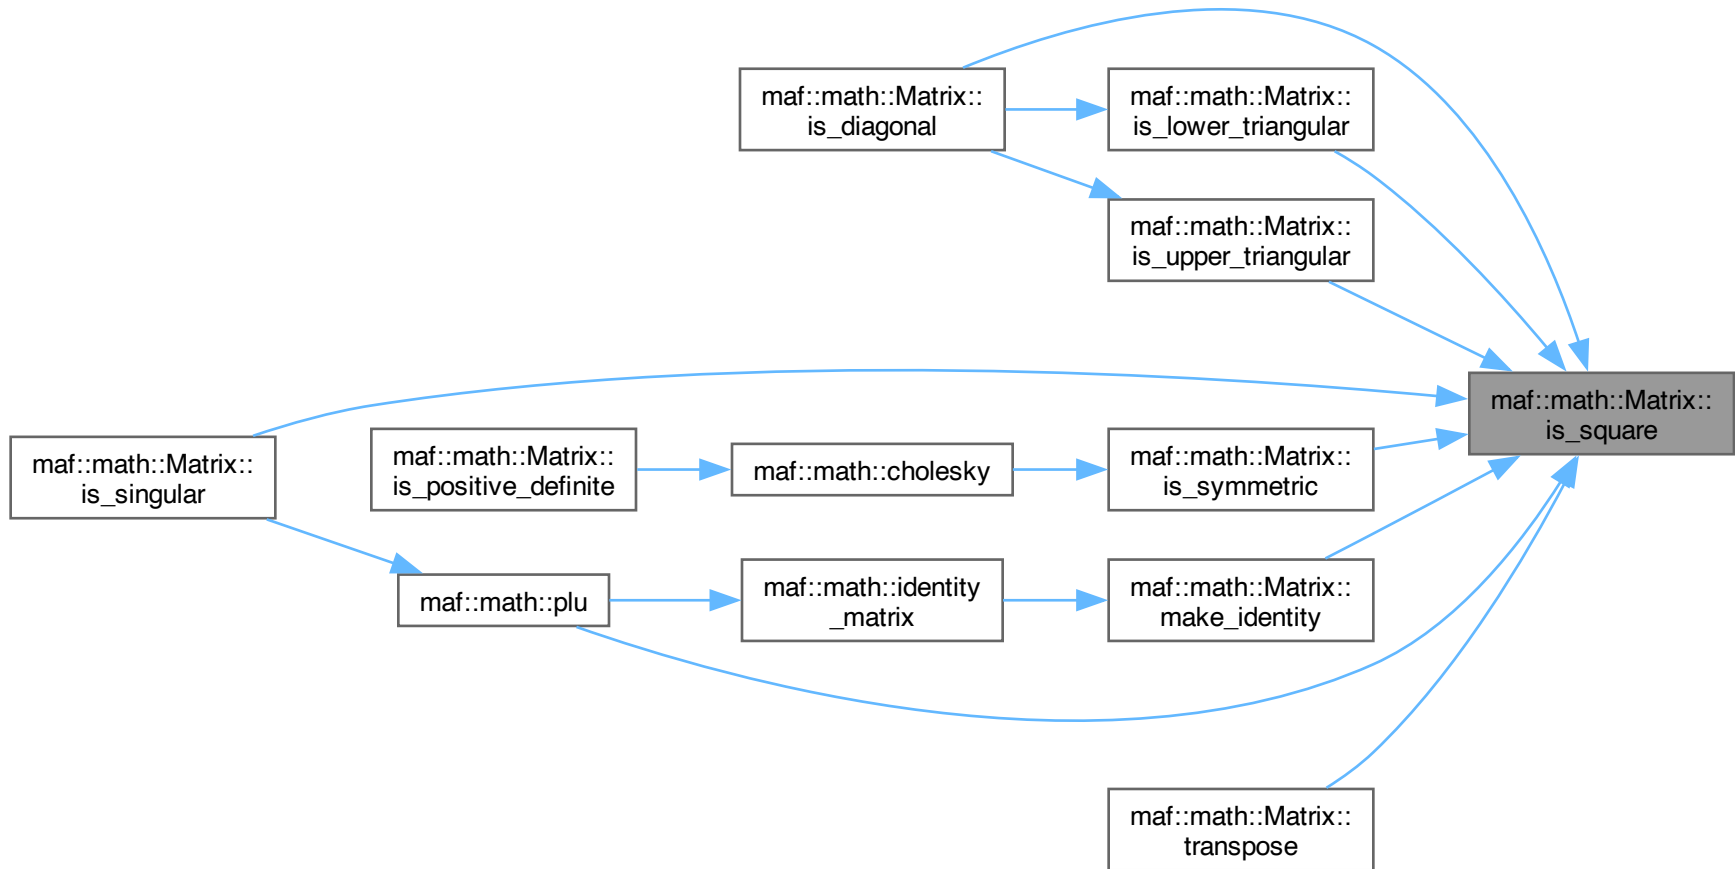 maf::math::Matrix::
is_diagonal
maf::math::Matrix::
is_lower_triangular
maf::math::Matrix::
is_upper_triangular
maf::math::Matrix::
is_square
maf::math::Matrix::
is_singular
maf::math::Matrix::
is_positive_definite
maf::math::cholesky
maf::math::Matrix::
is_symmetric
maf::math::plu
maf::math::identity
_matrix
maf::math::Matrix::
make_identity
maf::math::Matrix::
transpose